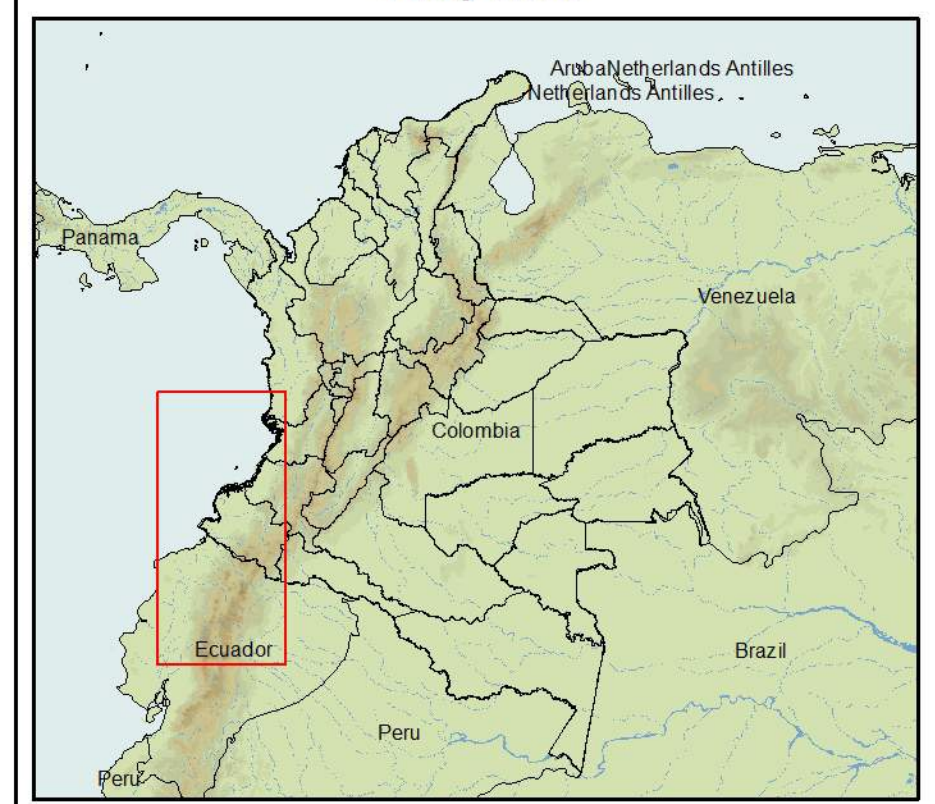 ArubaNetherlands Antilles
Netherlands Antilles
Panama
Venezuela
Colombia
Ecuador
Brazil
Peru
Peru